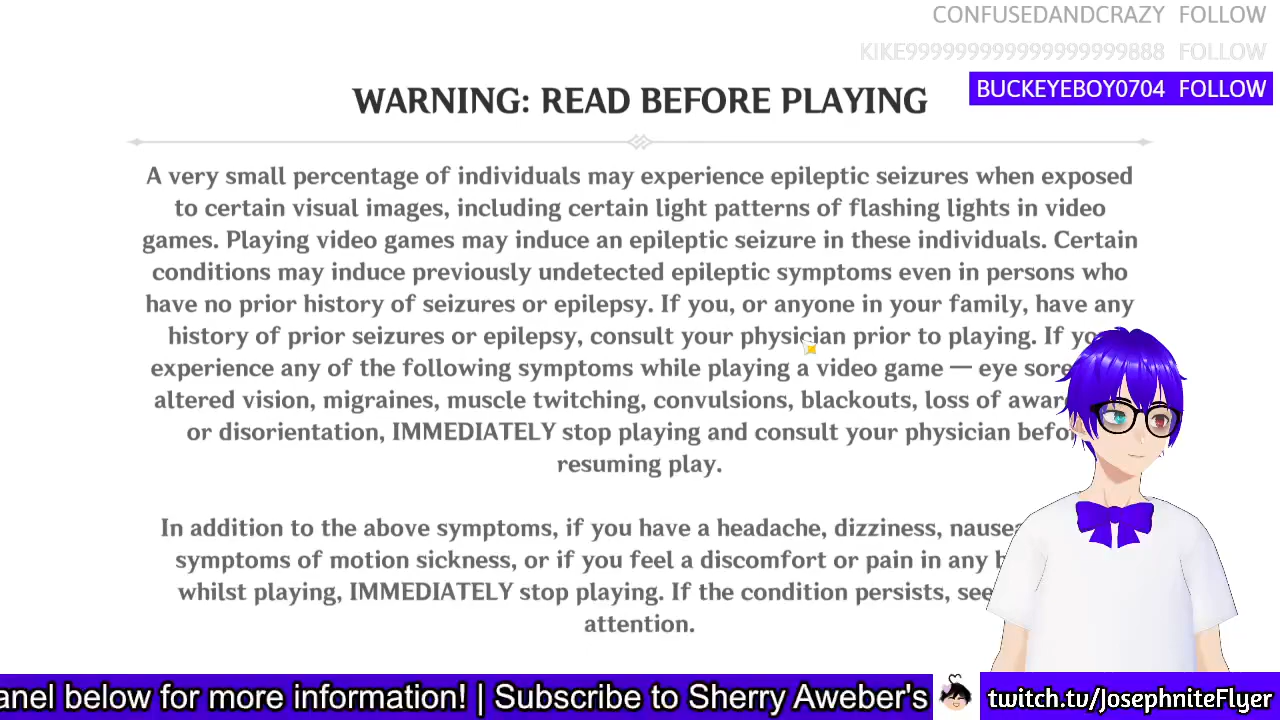 CONFUSEDANDCRAZY FOLLOW
KIKE9999999999999999999888 FOLLOW
BUCKEYEBOY0704 FOLLOW
WARNING: READ BEFORE PLAYING
A very small percentage of individuals may experience epileptic seizures when exposed
to certain visual images, including certain light patterns of flashing lights in video
games. Playing video games may induce an epileptic seizure in these individuals. Certain
conditions may induce previously undetected epileptic symptoms even in persons who
have no prior history of seizures or epilepsy. If you, or anyone in your family, have any
history of prior seizures or epilepsy, consult your physician prior to playing. If
experience any of the following symptoms while playing a video game — eye
altered vision, migraines, muscle twitching, convulsions, blackouts, loss of
or disorientation, IMMEDIATELY stop playing and consult your physician
resuming play.
In addition to the above symptoms, if you have a headache, dizziness,
symptoms of motion sickness, or if you feel a discomfort or pain in any
whilst playing, IMMEDIATELY stop playing. If the condition persists,
attention.
below for more information! | Subscribe to Sherry Aweber's
twitch.tv/JosephniteFlyer